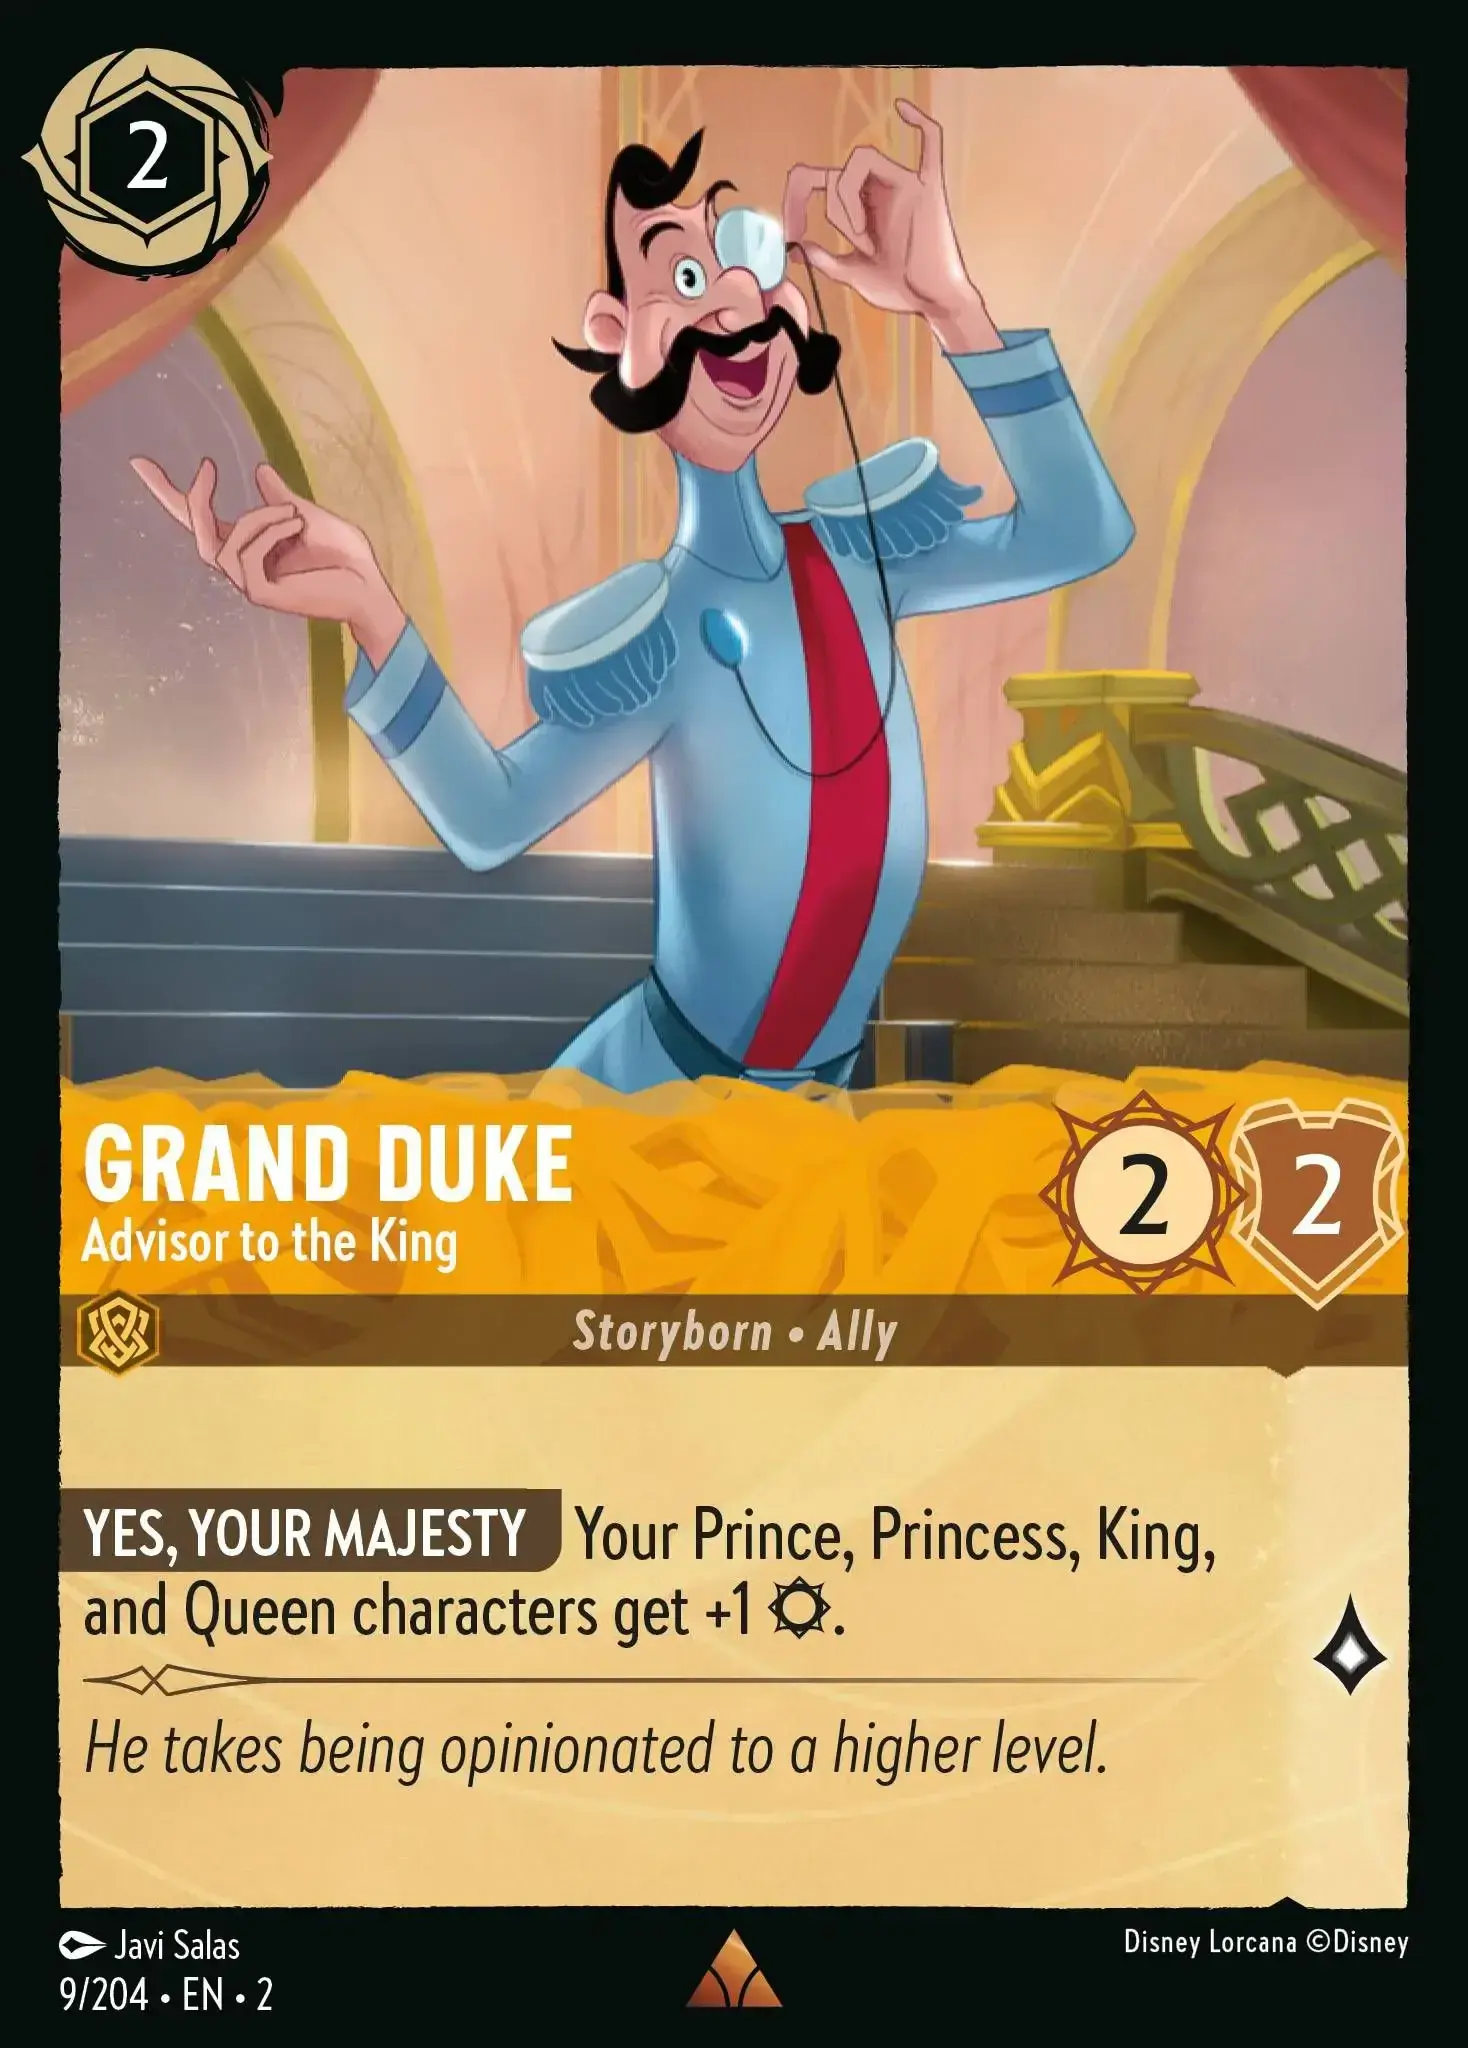 2
GRAND DUKE
Advisor to the King
2
2
Storyborn • Ally
YES, YOUR MAJESTY Your Prince, Princess, King,
and Queen characters get +1 .
He takes being opinionated to a higher level.
Javi Salas
Disney Lorcana ©Disney
9/204 • EN • 2